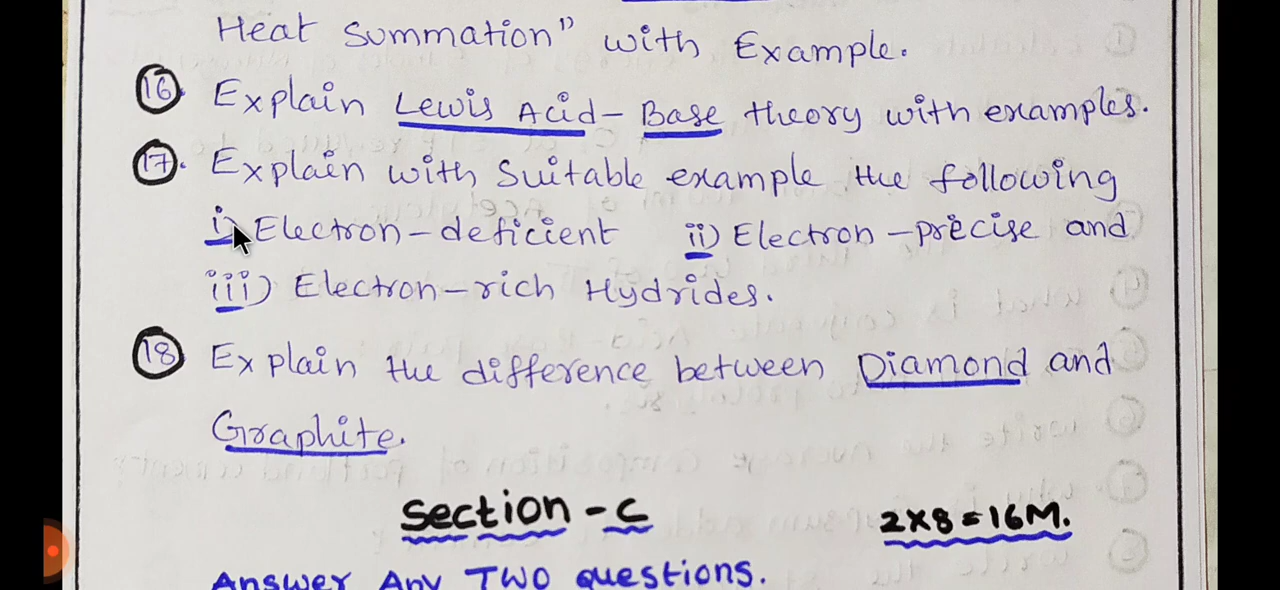 Heat Summation" with Example.
16. Explain Lewis Acid-Base theory with examples.
17. Explain with Suitable example the following
i) Electron-deficient ii) Electron-precise and
iii) Electron-rich Hydrides.
18 Explain the difference between Diamond and
Graphite.
Section - C 2x8=16M.
Answer Any TWO questions.